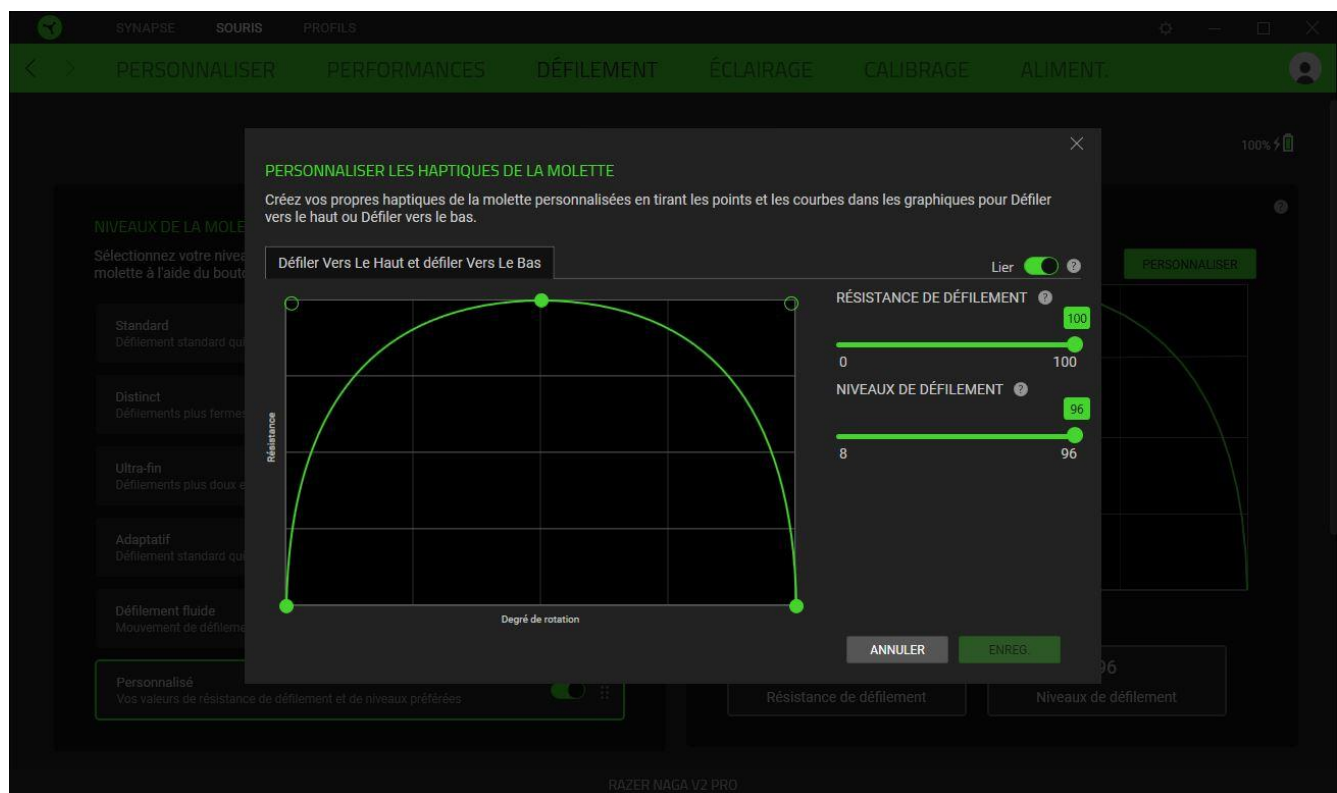 SYNAPSE SOURIS PROFILS
PERSONNALISER PERFORMANCES DÉFILEMENT ÉCLAIRAGE CALIBRAGE ALIMENT.
100%
PERSONNALISER LES HAPTIQUES DE LA MOLETTE
Créez vos propres haptiques de la molette personnalisées en tirant les points et les courbes dans les graphiques pour Défiler
vers le haut ou Défiler vers le bas.
NIVEAUX DE LA MOLE
Sélectionnez votre nivea
molette à l'aide du bouto
Défiler Vers Le Haut et défiler Vers Le Bas
Lier
PERSONNALISER
RÉSISTANCE DE DÉFILEMENT
100
0 100
NIVEAUX DE DÉFILEMENT
96
8 96
Résistance
Degré de rotation
Standard
Défilement standard qui
Distinct
Défilements plus fermes
Ultra-fin
Défilements plus doux e
Adaptatif
Défilement standard qui
Défilement fluide
Mouvement de défileme
Personnalisé
Vos valeurs de résistance de défilement et de niveaux préférées
ANNULER ENREG.
96
Résistance de défilement Niveaux de défilement
RAZER NAGA V2 PRO